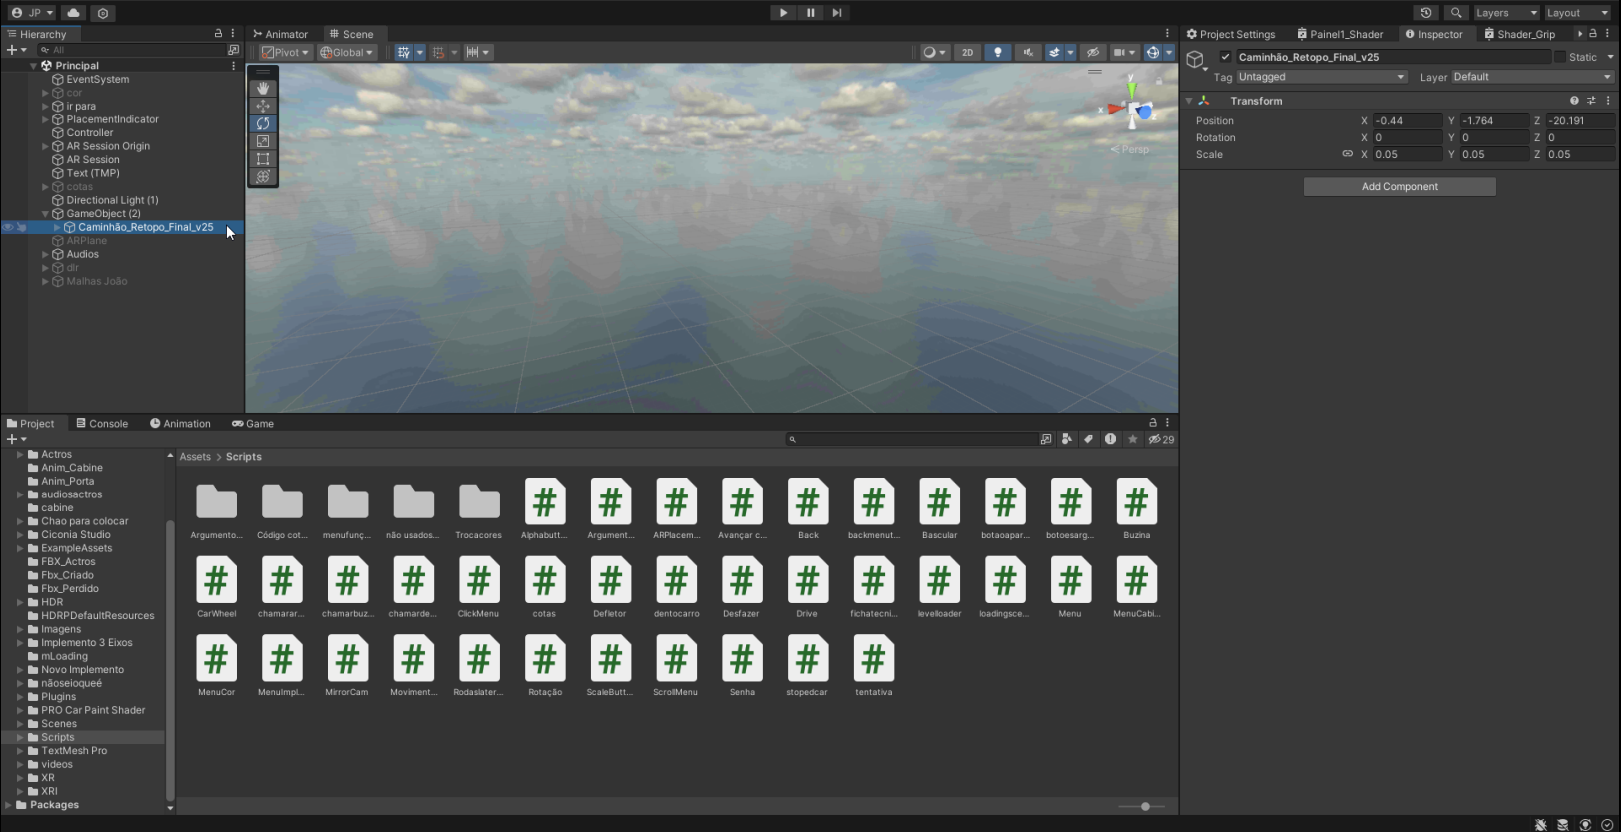 JP
Layers
Layout
Hierarchy
All
Principal
EventSystem
cor
ir para
PlacementIndicator
Controller
AR Session Origin
AR Session
Text (TMP)
cotas
Directional Light (1)
GameObject (2)
Caminhão_Retopo_Final_v25
ARPlane
Audios
dlr
Malhas João
Animator
Scene
Pivot
Global
2D
y
x
Persp
Project Settings
Painel1_Shader
Inspector
Shader_Grip
Caminhão_Retopo_Final_v25
Static
Tag Untagged
Layer Default
Transform
Position X -0.44 Y -1.764 Z -20.191
Rotation X 0 Y 0 Z 0
Scale X 0.05 Y 0.05 Z 0.05
Add Component
Project
Console
Animation
Game
29
Actros
Anim_Cabine
Anim_Porta
audiosactros
cabine
Chao para colocar
Ciconia Studio
ExampleAssets
FBX_Actros
Fbx_Criado
Fbx_Perdido
HDR
HDRPDefaultResources
Imagens
Implemento 3 Eixos
mLoading
Novo Implemento
nãoseioqueé
Plugins
PRO Car Paint Shader
Scenes
Scripts
TextMesh Pro
videos
XR
XRI
Packages
Assets > Scripts
Argumento... Código cot... menufunç... não usados... Trocacores Alphabutt... Argument... ARPlacem... Avançar c... Back backmenut... Bascular botaoapar... botoesarg... Buzina
CarWheel chamarar... chamarbuz... chamarde... ClickMenu cotas Defletor dentocarro Desfazer Drive fichatecni... levelloader loadingsce... Menu MenuCabi...
MenuCor MenuImpl... MirrorCam Moviment... Rodaslater... Rotação ScaleButt... ScrollMenu Senha stopedcar tentativa